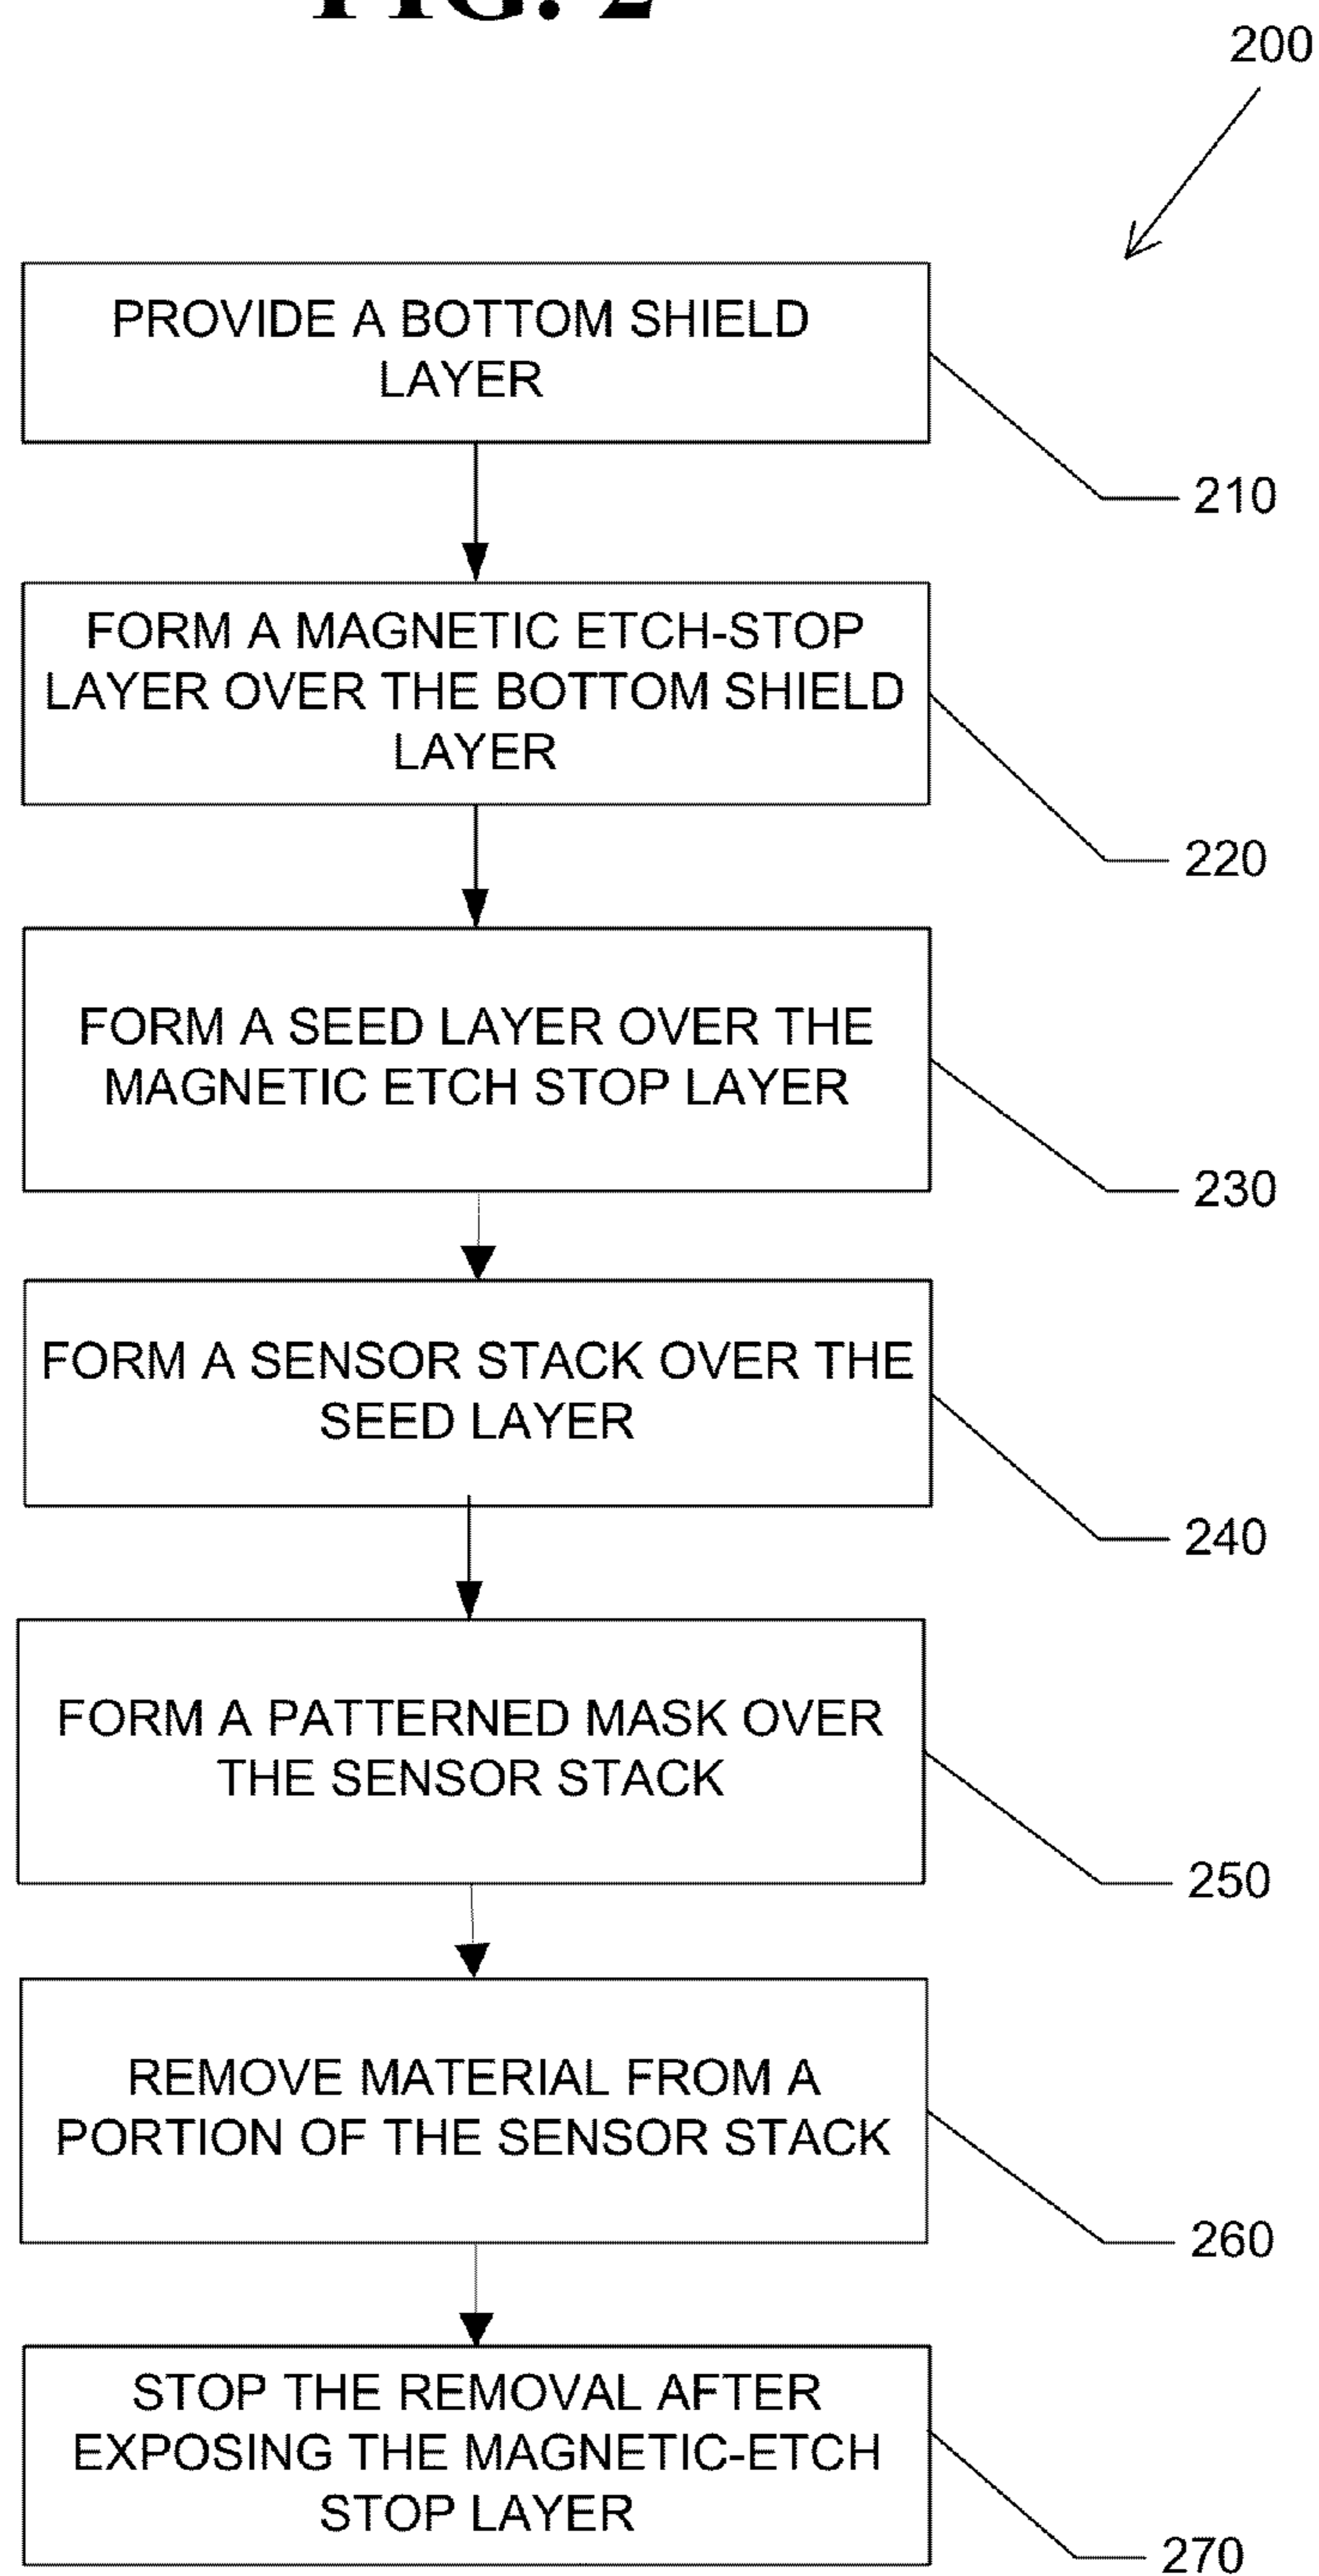 FIG. 2
200
PROVIDE A BOTTOM SHIELD
LAYER
210
FORM A MAGNETIC ETCH-STOP
LAYER OVER THE BOTTOM SHIELD
LAYER
220
FORM A SEED LAYER OVER THE
MAGNETIC ETCH STOP LAYER
230
FORM A SENSOR STACK OVER THE
SEED LAYER
240
FORM A PATTERNED MASK OVER
THE SENSOR STACK
250
REMOVE MATERIAL FROM A
PORTION OF THE SENSOR STACK
260
STOP THE REMOVAL AFTER
EXPOSING THE MAGNETIC-ETCH
STOP LAYER
270